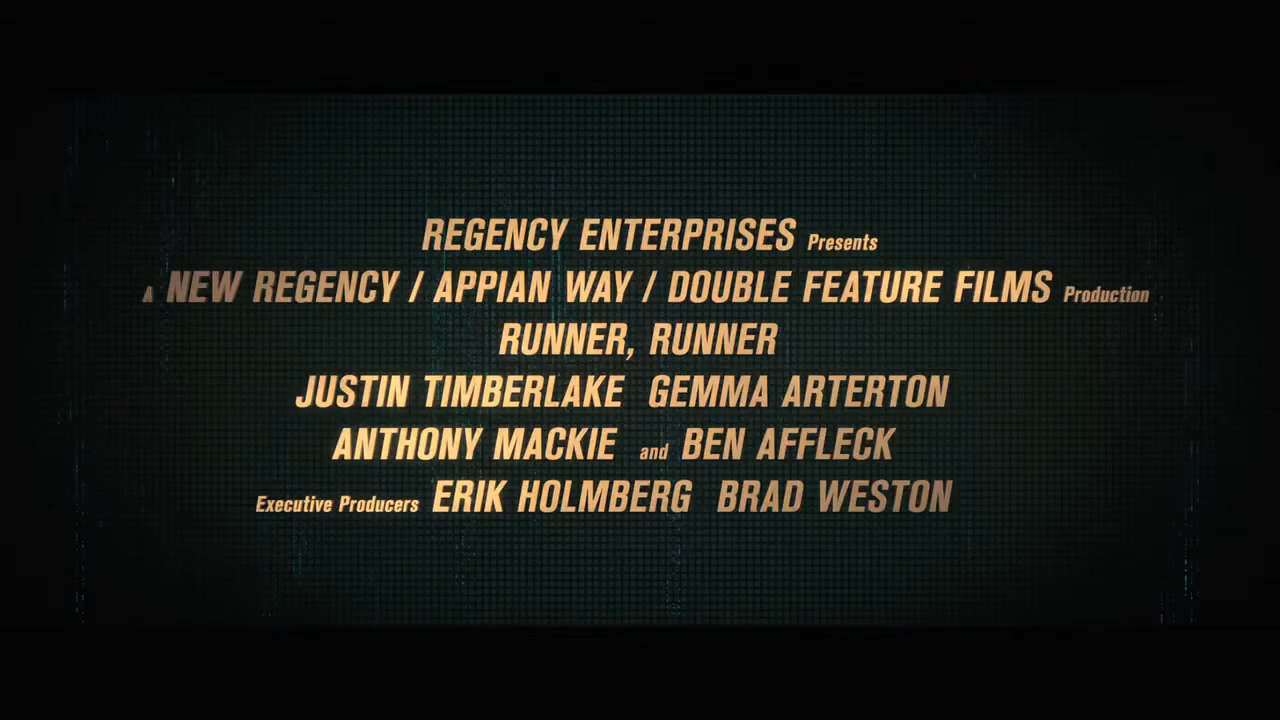 REGENCY ENTERPRISES Presents
A NEW REGENCY / APPIAN WAY / DOUBLE FEATURE FILMS Production
RUNNER, RUNNER
JUSTIN TIMBERLAKE GEMMA ARTERTON
ANTHONY MACKIE and BEN AFFLECK
Executive Producers ERIK HOLMBERG BRAD WESTON